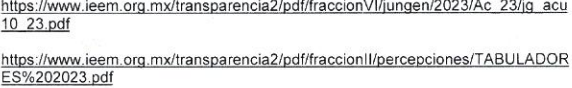 https://www.ieem.org.mx/transparencia2/pdf/fraccionVI/jungen/2023/Ac_23/jg_acu
10_23.pdf
https://www.ieem.org.mx/transparencia2/pdf/fraccionII/percepciones/TABULADOR
ES%202023.pdf